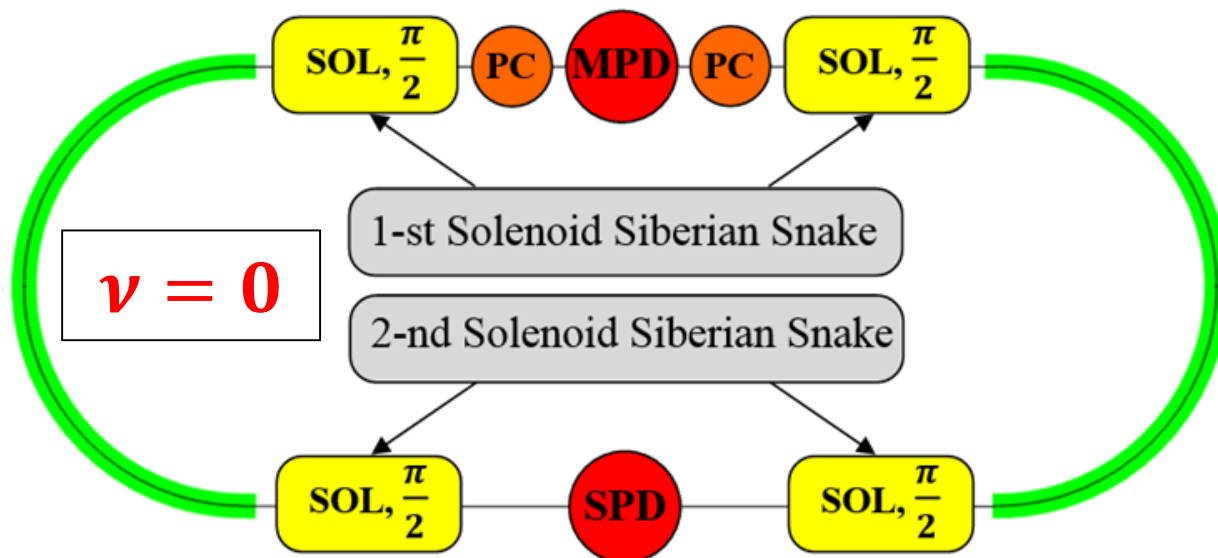 SOL, π/2 PC MPD PC SOL, π/2
1-st Solenoid Siberian Snake
ν = 0
2-nd Solenoid Siberian Snake
SOL, π/2 SPD SOL, π/2